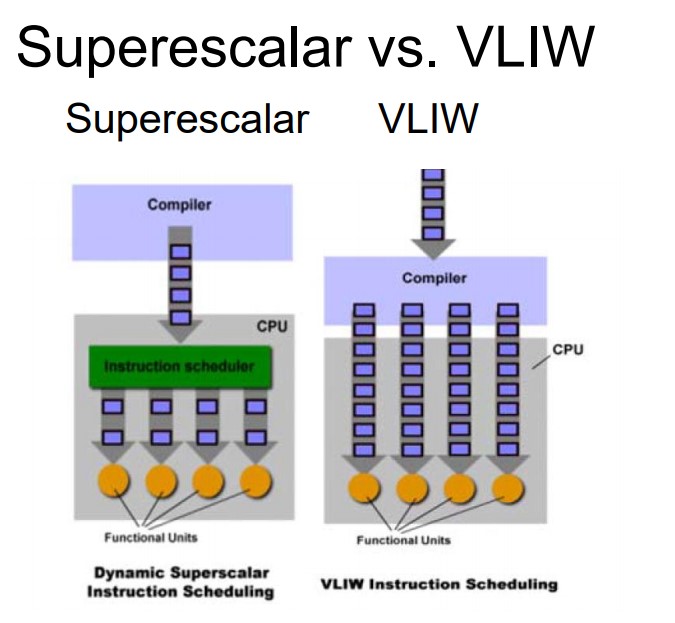 Superescalar vs. VLIW
Superescalar VLIW
Compiler
CPU
Instruction scheduler
Functional Units
Dynamic Superscalar
Instruction Scheduling
Compiler
CPU
Functional Units
VLIW Instruction Scheduling